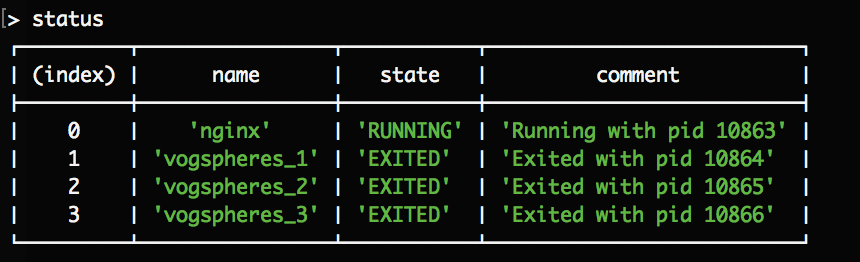 > status
(index) name state comment
0 'nginx' 'RUNNING' 'Running with pid 10863'
1 'vogspheres_1' 'EXITED' 'Exited with pid 10864'
2 'vogspheres_2' 'EXITED' 'Exited with pid 10865'
3 'vogspheres_3' 'EXITED' 'Exited with pid 10866'